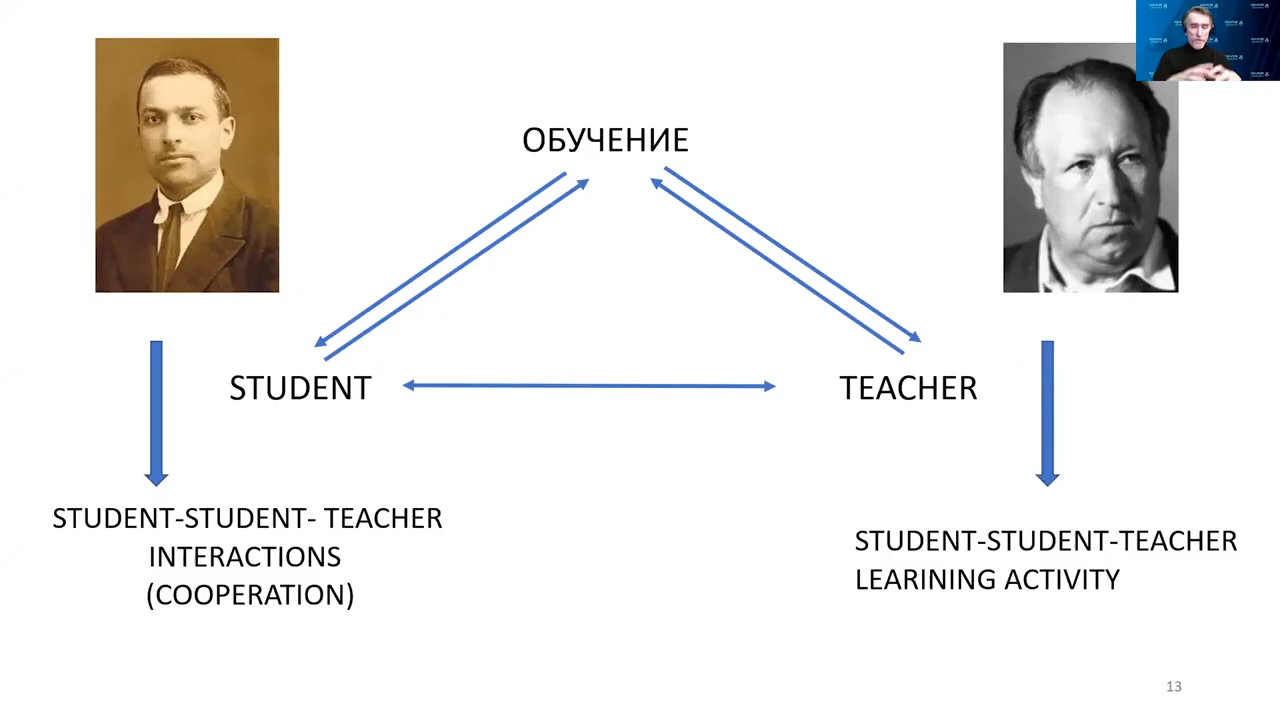 ОБУЧЕНИЕ
STUDENT
TEACHER
STUDENT-STUDENT- TEACHER
INTERACTIONS
(COOPERATION)
STUDENT-STUDENT-TEACHER
LEARINING ACTIVITY
13